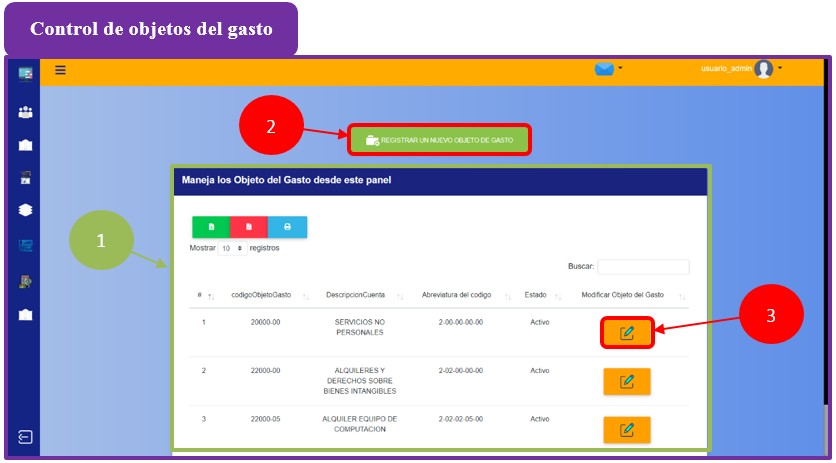 Control de objetos del gasto
usuario_admin
2
REGISTRAR UN NUEVO OBJETO DE GASTO
Maneja los Objeto del Gasto desde este panel
1
Mostrar 10 registros
Buscar:
# codigoObjetoGasto DescripcionCuenta Abreviatura del codigo Estado Modificar Objeto del Gasto
3
1 20000-00 SERVICIOS NO PERSONALES 2-00-00-00-00 Activo
2 22000-00 ALQUILERES Y DERECHOS SOBRE BIENES INTANGIBLES 2-02-00-00-00 Activo
3 22000-05 ALQUILER EQUIPO DE COMPUTACION 2-02-02-05-00 Activo